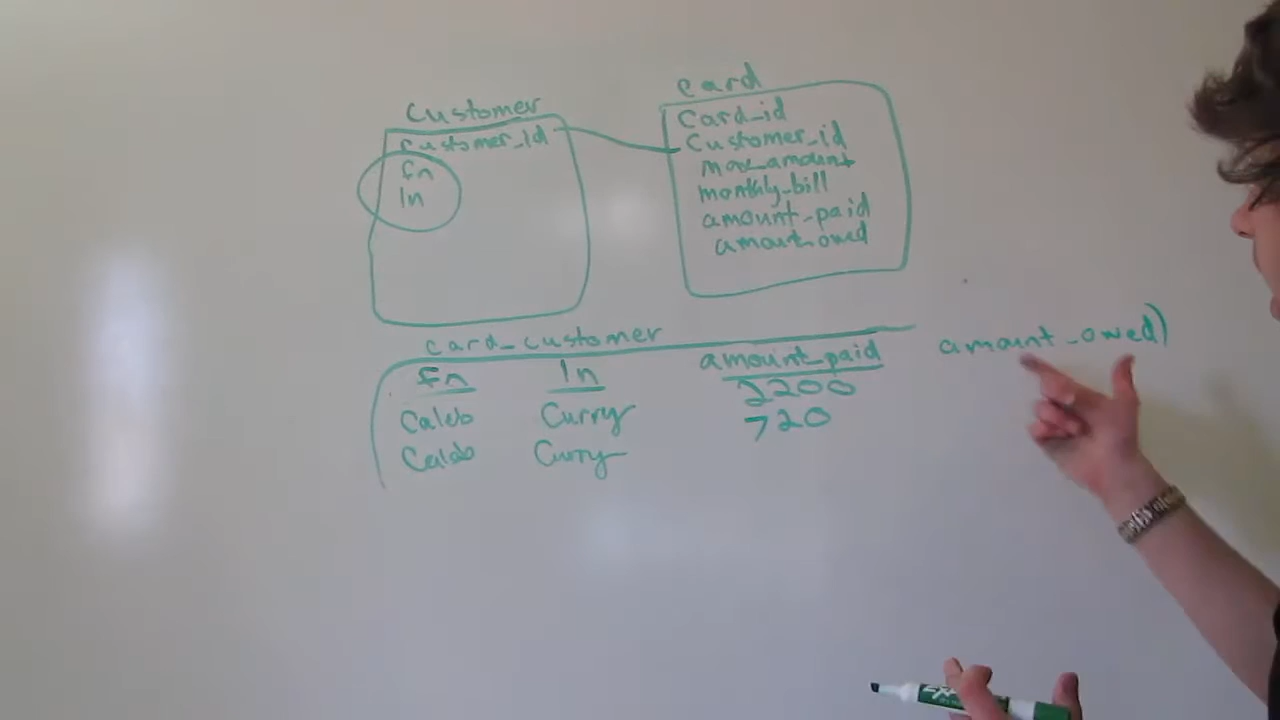 Customer
customer_id
fn
ln
card
Card_id
Customer_id
max_amount
monthly_bill
amount_paid
amount_owed
card_customer
fn ln amount_paid amount_owed)
Caleb Curry 2200
Caleb Curry 720
EXPO